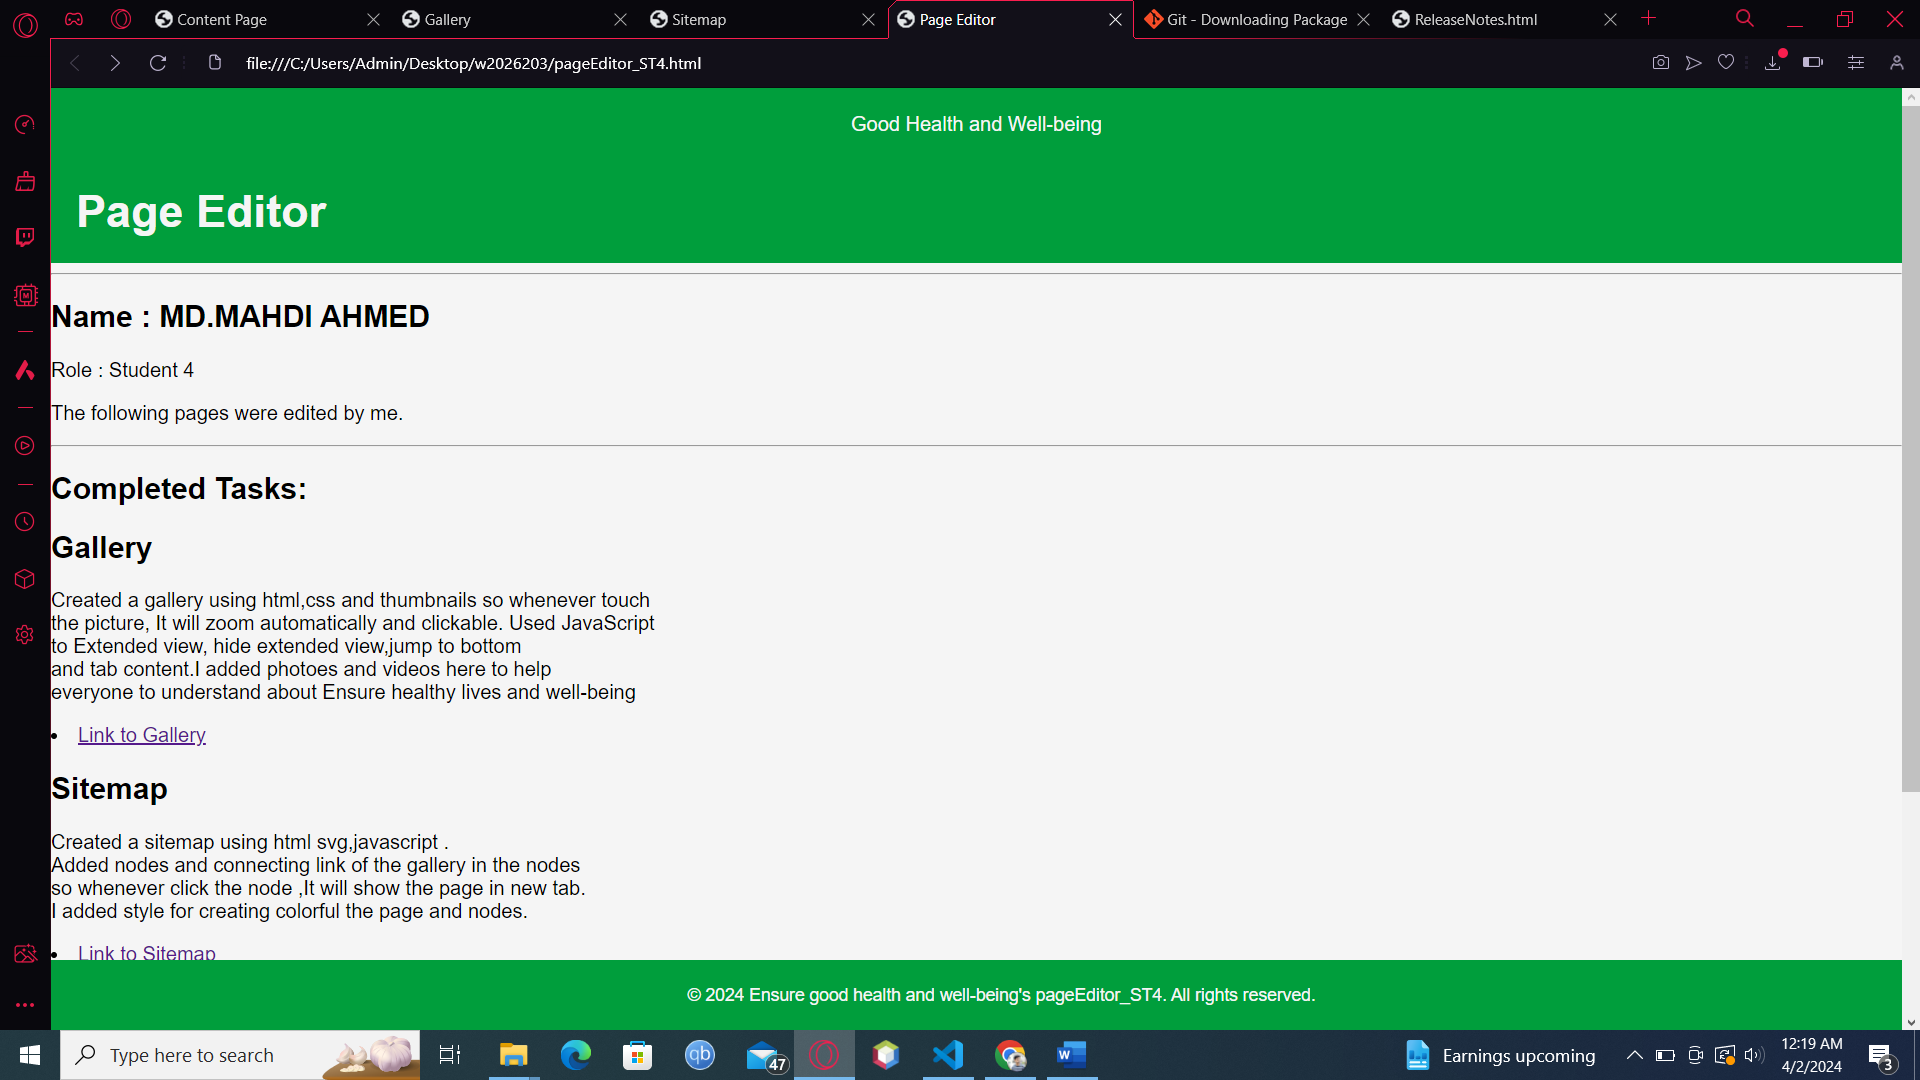 Content Page
Gallery
Sitemap
Page Editor
Git - Downloading Package
ReleaseNotes.html
file:///C:/Users/Admin/Desktop/w2026203/pageEditor_ST4.html
Good Health and Well-being
Page Editor
Name : MD.MAHDI AHMED
Role : Student 4
The following pages were edited by me.
Completed Tasks:
Gallery
Created a gallery using html,css and thumbnails so whenever touch
the picture, It will zoom automatically and clickable. Used JavaScript
to Extended view, hide extended view,jump to bottom
and tab content.I added photoes and videos here to help
everyone to understand about Ensure healthy lives and well-being
• Link to Gallery
Sitemap
Created a sitemap using html svg,javascript .
Added nodes and connecting link of the gallery in the nodes
so whenever click the node ,It will show the page in new tab.
I added style for creating colorful the page and nodes.
• Link to Sitemap
© 2024 Ensure good health and well-being's pageEditor_ST4. All rights reserved.
Type here to search
qb
47
W
Earnings upcoming
12:19 AM
4/2/2024
3